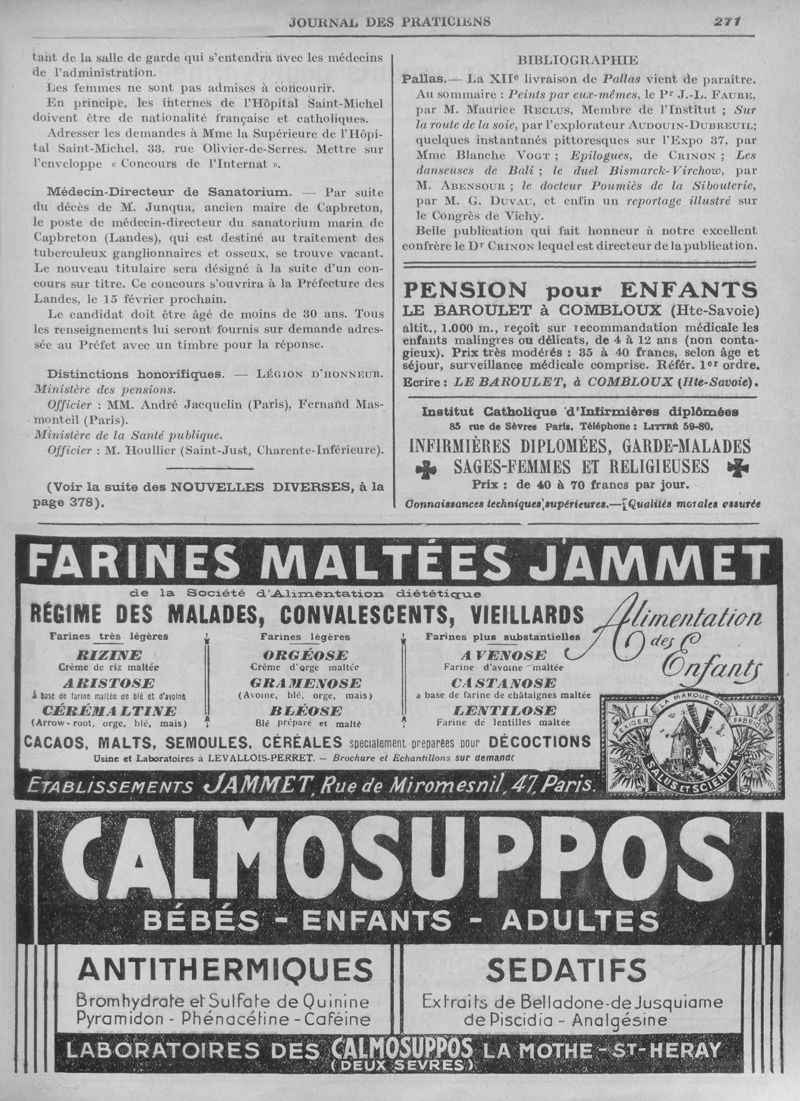 JOURNAL DES PRATICIENS 271
tant de la salle de garde qui s'entendra avec les médecins
de l'administration.
Les femmes ne sont pas admises à concourir.
En principe, les internes de l'Hôpital Saint-Michel
doivent être de nationalité française et catholiques.
Adresser les demandes à Mme la Supérieure de l'Hôpi-
tal Saint-Michel, 33, rue Olivier-de-Serres. Mettre sur
l'enveloppe « Concours de l'Internat ».
Médecin-Directeur de Sanatorium. — Par suite
du décès de M. Junqua, ancien maire de Capbreton,
le poste de médecin-directeur du sanatorium marin de
Capbreton (Landes), qui est destiné au traitement des
tuberculeux ganglionnaires et osseux, se trouve vacant.
Le nouveau titulaire sera désigné à la suite d'un con-
cours sur titre. Ce concours s'ouvrira à la Préfecture des
Landes, le 15 février prochain.
Le candidat doit être âgé de moins de 30 ans. Tous
les renseignements lui seront fournis sur demande adres-
sée au Préfet avec un timbre pour la réponse.
Distinctions honorifiques. — LÉGION D'HONNEUR.
Ministère des pensions.
Officier : MM. André Jacquelin (Paris), Fernand Mas-
monteil (Paris).
Ministère de la Santé publique.
Officier : M. Houllier (Saint-Just, Charente-Inférieure).
(Voir la suite des NOUVELLES DIVERSES, à la
page 378).
BIBLIOGRAPHIE
Pallas.— La XIIe livraison de Pallas vient de paraître.
Au sommaire : Peints par eux-mêmes, le Pr J.-L. FAURE,
par M. Maurice RECLUS, Membre de l'Institut ; Sur
la route de la soie, par l'explorateur AUDOUIN-DUBREUIL;
quelques instantanés pittoresques sur l'Expo 37, par
Mme Blanche VOGT ; Epilogues, de CRINON ; Les
danseuses de Bali ; le duel Bismarck-Virchow, par
M. ABENSOUR ; le docteur Poumiès de la Sibouterie,
par M. G. DUVAU, et enfin un reportage illustré sur
le Congrès de Vichy.
Belle publication qui fait honneur à notre excellent
confrère le Dr CRINON lequel est directeur de la publication.
PENSION pour ENFANTS
LE BAROULET à COMBLOUX (Hte-Savoie)
altit., 1.000 m., reçoit sur recommandation médicale les
enfants malingres ou délicats, de 4 à 12 ans (non conta-
gieux). Prix très modérés : 35 à 40 francs, selon âge et
séjour, surveillance médicale comprise. Référ. 1er ordre.
Ecrire : LE BAROULET, à COMBLOUX (Hte-Savoie).
Institut Catholique d'Infirmières diplômées
85 rue de Sèvres Paris. Téléphone : LITTRÉ 59-80.
INFIRMIÈRES DIPLOMÉES, GARDE-MALADES
SAGES-FEMMES ET RELIGIEUSES
Prix : de 40 à 70 francs par jour.
Connaissances techniques supérieures.—Qualités morales assurée
FARINES MALTÉES JAMMET
de la Société d'Alimentation diététique
RÉGIME DES MALADES, CONVALESCENTS, VIEILLARDS
Alimentation
des
Enfants
Farines très légères
RIZINE
Crème de riz maltée
ARISTOSE
à base de farine maltée de blé et d'avoine
CÉRÉMALTINE
(Arrow-root, orge, blé, mais)
Farines légères
ORGÉOSE
Crème d'orge maltée
GRAMENOSE
(Avoine, blé, orge, mais)
BLÉOSE
Blé préparé et malté
Farines plus substantielles
AVENOSE
Farine d'avoine maltée
CASTANOSE
a base de farine de châtaignes maltée
LENTILOSE
Farine de lentilles maltée
CACAOS, MALTS, SEMOULES, CÉRÉALES specialement preparées pour DÉCOCTIONS
Usine et Laboratoires à LEVALLOIS-PERRET. — Brochure et Echantillons sur demande
ETABLISSEMENTS JAMMET, Rue de Miromesnil, 47, Paris.
EXIGER LA MARQUE DE FABRIQUE
SALUS ET SCIENTIA
CALMOSUPPOS
BÉBÉS - ENFANTS - ADULTES
ANTITHERMIQUES
Bromhydrate et Sulfate de Quinine
Pyramidon - Phénacétine - Caféine
SEDATIFS
Extraits de Belladone-de Jusquiame
de Piscidia - Analgésine
LABORATOIRES DES CALMOSUPPOS LA MOTHE-ST-HERAY
(DEUX SEVRES)